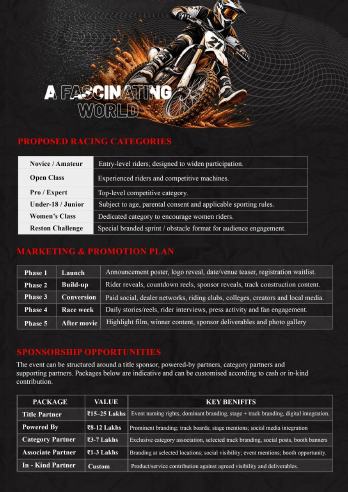 21
A FASCINATING
WORLD
PROPOSED RACING CATEGORIES
Novice / Amateur Entry-level riders; designed to widen participation.
Open Class Experienced riders and competitive machines.
Pro / Expert Top-level competitive category.
Under-18 / Junior Subject to age, parental consent and applicable sporting rules.
Women's Class Dedicated category to encourage women riders.
Reston Challenge Special branded sprint / obstacle format for audience engagement.
MARKETING & PROMOTION PLAN
Phase 1 Launch Announcement poster, logo reveal, date/venue teaser, registration waitlist.
Phase 2 Build-up Rider reveals, countdown reels, sponsor reveals, track construction content.
Phase 3 Conversion Paid social, dealer networks, riding clubs, colleges, creators and local media.
Phase 4 Race week Daily stories/reels, rider interviews, press activity and fan engagement.
Phase 5 After movie Highlight film, winner content, sponsor deliverables and photo gallery
SPONSORSHIP OPPORTUNITIES
The event can be structured around a title sponsor, powered-by partners, category partners and
supporting partners. Packages below are indicative and can be customised according to cash or in-kind
contribution.
PACKAGE VALUE KEY BENIFITS
Title Partner ₹15–25 Lakhs Event naming rights, dominant branding; stage + track branding, digital integration.
Powered By ₹8-12 Lakhs Prominent branding; track boards; stage mentions; social media integration
Category Partner ₹3-7 Lakhs Exclusive category association, selected track branding, social posts, booth banners
Associate Partner ₹1-3 Lakhs Branding at selected locations; social visibility; event mentions; booth opportunity.
In - Kind Partner Custom Product/service contribution against agreed visibility and deliverables.